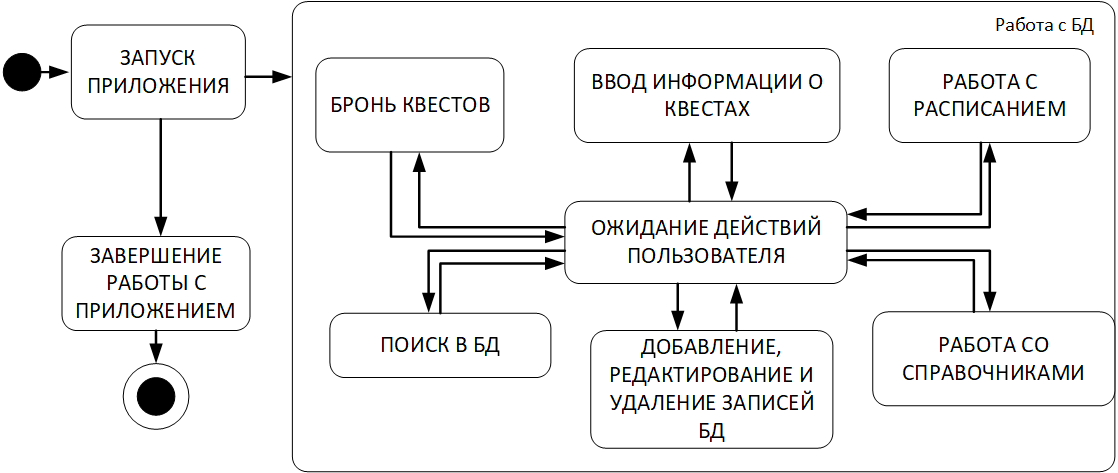 Работа с БД
ЗАПУСК
ПРИЛОЖЕНИЯ
БРОНЬ КВЕСТОВ
ВВОД ИНФОРМАЦИИ О
КВЕСТАХ
РАБОТА С
РАСПИСАНИЕМ
ОЖИДАНИЕ ДЕЙСТВИЙ
ПОЛЬЗОВАТЕЛЯ
ЗАВЕРШЕНИЕ
РАБОТЫ С
ПРИЛОЖЕНИЕМ
ПОИСК В БД
ДОБАВЛЕНИЕ,
РЕДАКТИРОВАНИЕ И
УДАЛЕНИЕ ЗАПИСЕЙ
БД
РАБОТА СО
СПРАВОЧНИКАМИ